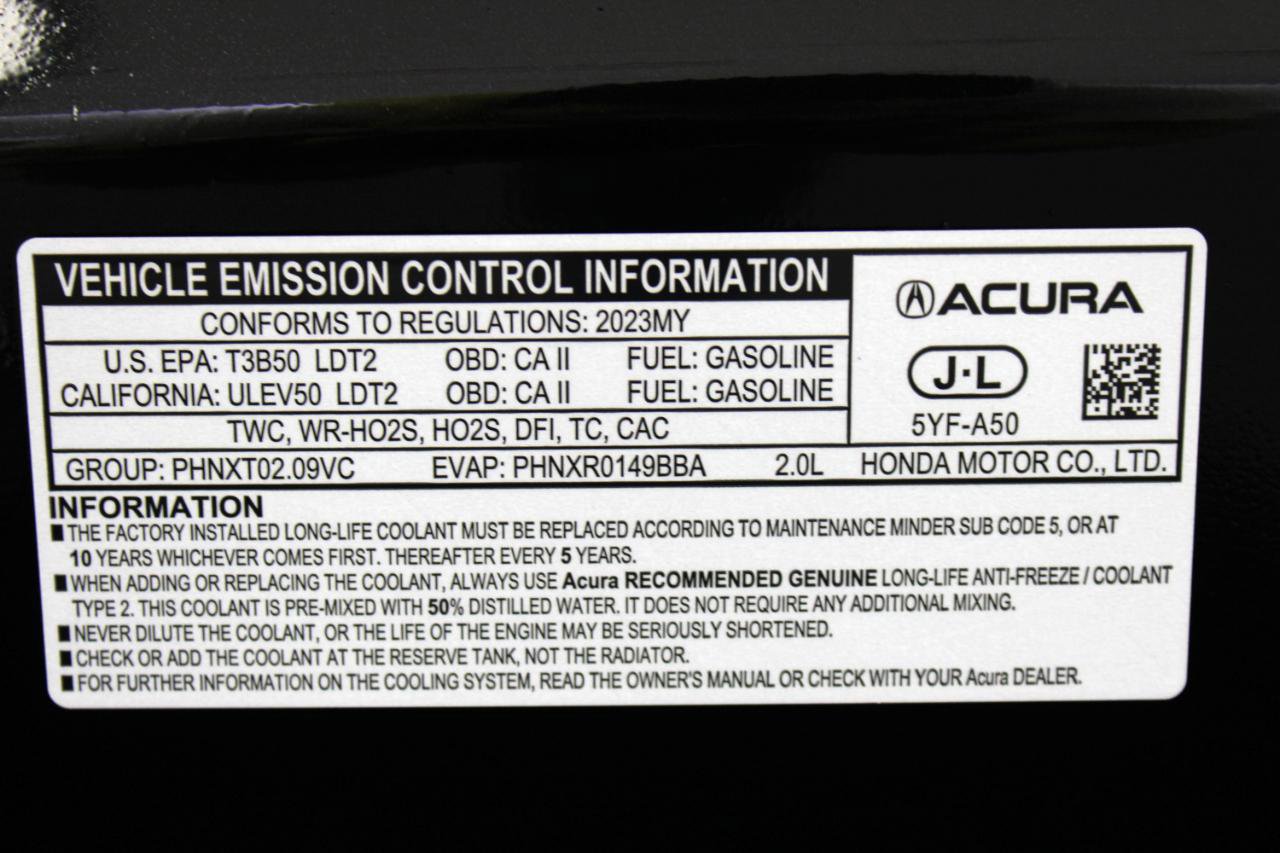 VEHICLE EMISSION CONTROL INFORMATION
CONFORMS TO REGULATIONS: 2023MY
U.S. EPA: T3B50 LDT2 OBD: CA II FUEL: GASOLINE
CALIFORNIA: ULEV50 LDT2 OBD: CA II FUEL: GASOLINE
TWC, WR-HO2S, HO2S, DFI, TC, CAC
ACURA
J·L
5YF-A50
GROUP: PHNXT02.09VC EVAP: PHNXR0149BBA 2.0L HONDA MOTOR CO., LTD.
INFORMATION
■ THE FACTORY INSTALLED LONG-LIFE COOLANT MUST BE REPLACED ACCORDING TO MAINTENANCE MINDER SUB CODE 5, OR AT
10 YEARS WHICHEVER COMES FIRST. THEREAFTER EVERY 5 YEARS.
■ WHEN ADDING OR REPLACING THE COOLANT, ALWAYS USE Acura RECOMMENDED GENUINE LONG-LIFE ANTI-FREEZE / COOLANT
TYPE 2. THIS COOLANT IS PRE-MIXED WITH 50% DISTILLED WATER. IT DOES NOT REQUIRE ANY ADDITIONAL MIXING.
■ NEVER DILUTE THE COOLANT, OR THE LIFE OF THE ENGINE MAY BE SERIOUSLY SHORTENED.
■ CHECK OR ADD THE COOLANT AT THE RESERVE TANK, NOT THE RADIATOR.
■ FOR FURTHER INFORMATION ON THE COOLING SYSTEM, READ THE OWNER'S MANUAL OR CHECK WITH YOUR Acura DEALER.